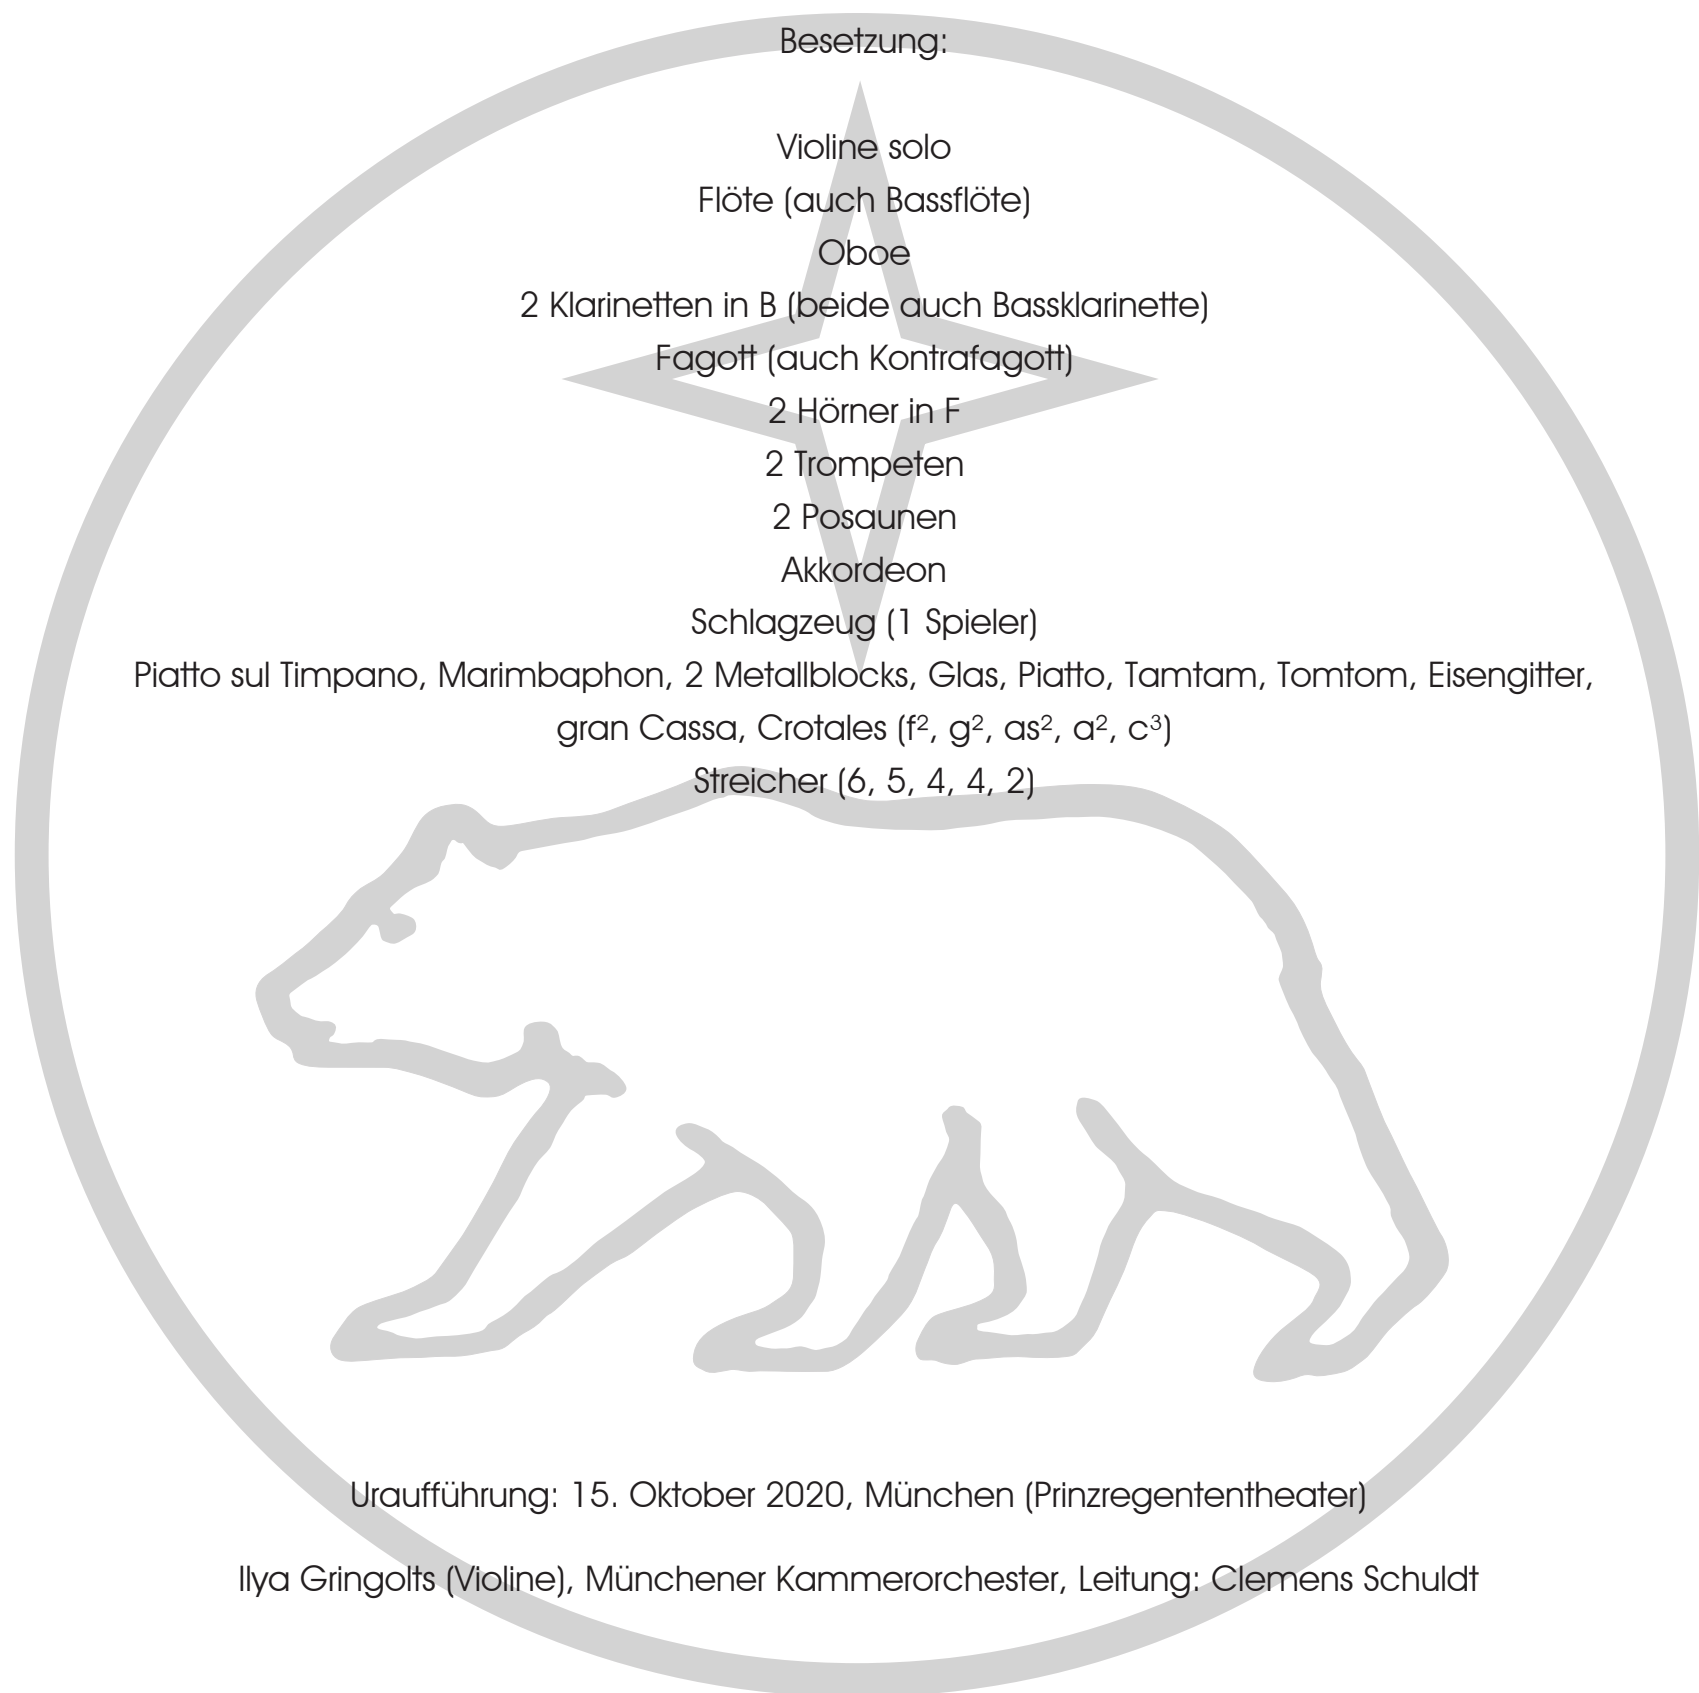 Besetzung:
Violine solo
Flöte (auch Bassflöte)
Oboe
2 Klarinetten in B (beide auch Bassklarinette)
Fagott (auch Kontrafagott)
2 Hörner in F
2 Trompeten
2 Posaunen
Akkordeon
Schlagzeug (1 Spieler)
Piatto sul Timpano, Marimbaphon, 2 Metallblocks, Glas, Piatto, Tamtam, Tomtom, Eisengitter,
gran Cassa, Crotales (f², g², as², a², c³)
Streicher (6, 5, 4, 4, 2)
Uraufführung: 15. Oktober 2020, München (Prinzregententheater)
Ilya Gringolts (Violine), Münchener Kammerorchester, Leitung: Clemens Schuldt